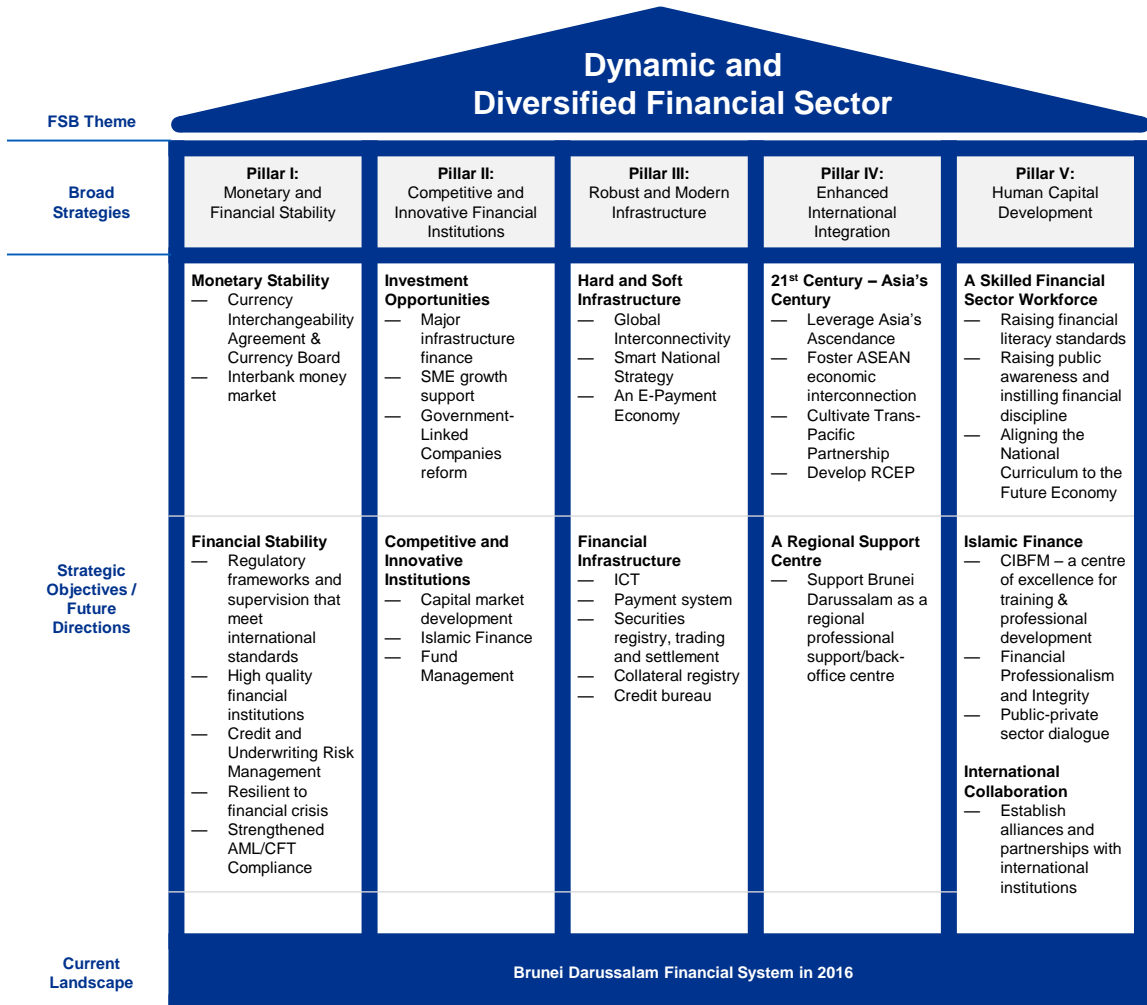 Dynamic and
Diversified Financial Sector
FSB Theme
Broad
Strategies
Pillar I:
Monetary and
Financial Stability
Pillar II:
Competitive and
Innovative Financial
Institutions
Pillar III:
Robust and Modern
Infrastructure
Pillar IV:
Enhanced
International
Integration
Pillar V:
Human Capital
Development
Strategic
Objectives /
Future
Directions
Monetary Stability
— Currency
Interchangeability
Agreement &
Currency Board
— Interbank money
market
Investment
Opportunities
— Major
infrastructure
finance
— SME growth
support
— Government-
Linked
Companies
reform
Hard and Soft
Infrastructure
— Global
Interconnectivity
— Smart National
Strategy
— An E-Payment
Economy
21st Century – Asia's
Century
— Leverage Asia's
Ascendance
— Foster ASEAN
economic
interconnection
— Cultivate Trans-
Pacific
Partnership
— Develop RCEP
A Skilled Financial
Sector Workforce
— Raising financial
literacy standards
— Raising public
awareness and
instilling financial
discipline
— Aligning the
National
Curriculum to the
Future Economy
Financial Stability
— Regulatory
frameworks and
supervision that
meet
international
standards
— High quality
financial
institutions
— Credit and
Underwriting Risk
Management
— Resilient to
financial crisis
— Strengthened
AML/CFT
Compliance
Competitive and
Innovative
Institutions
— Capital market
development
— Islamic Finance
— Fund
Management
Financial
Infrastructure
— ICT
— Payment system
— Securities
registry, trading
and settlement
— Collateral registry
— Credit bureau
A Regional Support
Centre
— Support Brunei
Darussalam as a
regional
professional
support/back-
office centre
Islamic Finance
— CIBFM – a centre
of excellence for
training &
professional
development
— Financial
Professionalism
and Integrity
— Public-private
sector dialogue
International
Collaboration
— Establish
alliances and
partnerships with
international
institutions
Current
Landscape
Brunei Darussalam Financial System in 2016